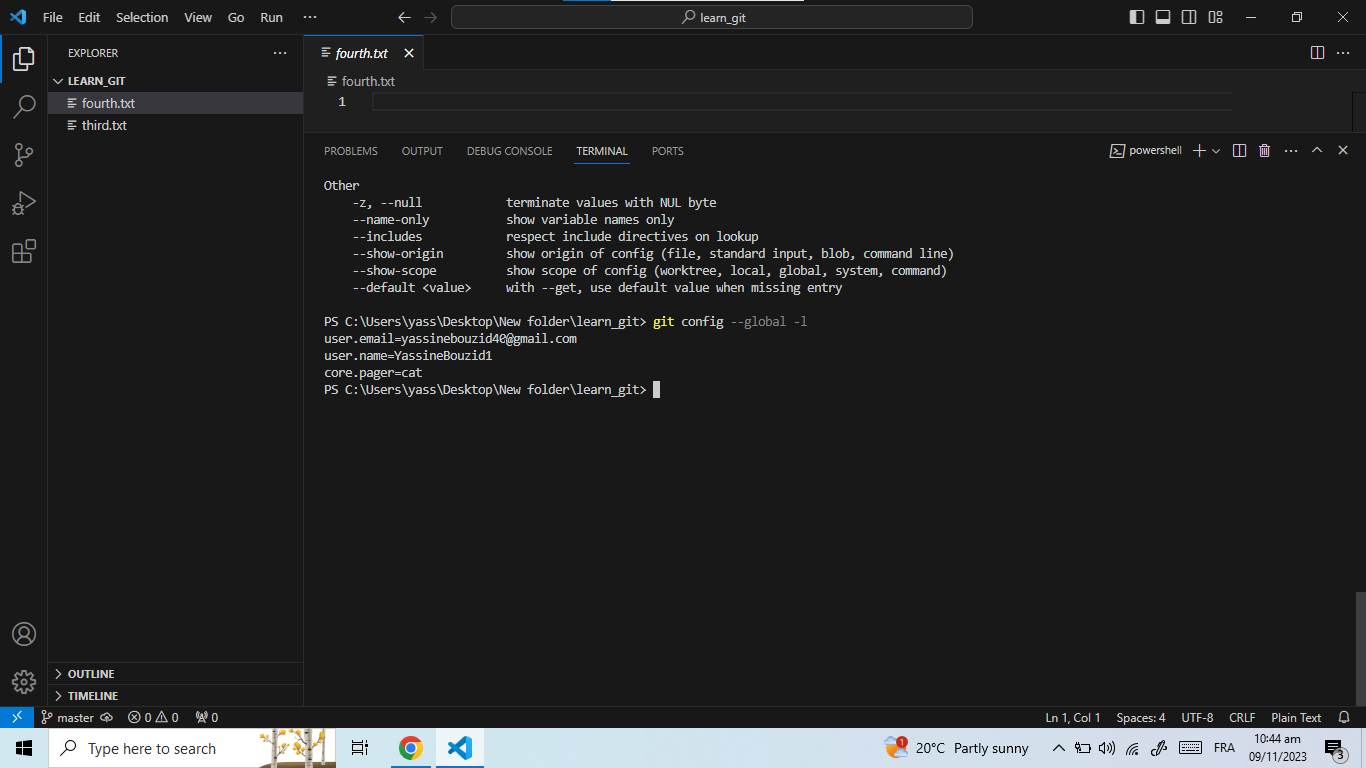 File Edit Selection View Go Run ···
learn_git
EXPLORER ···
LEARN_GIT
fourth.txt
third.txt
OUTLINE
TIMELINE
fourth.txt
fourth.txt
1
PROBLEMS OUTPUT DEBUG CONSOLE TERMINAL PORTS
powershell
Other
-z, --null terminate values with NUL byte
--name-only show variable names only
--includes respect include directives on lookup
--show-origin show origin of config (file, standard input, blob, command line)
--show-scope show scope of config (worktree, local, global, system, command)
--default <value> with --get, use default value when missing entry
PS C:\Users\yass\Desktop\New folder\learn_git> git config --global -l
user.email=yassinebouzid40@gmail.com
user.name=YassineBouzid1
core.pager=cat
PS C:\Users\yass\Desktop\New folder\learn_git>
master 0 0 0 Ln 1, Col 1 Spaces: 4 UTF-8 CRLF Plain Text
Type here to search
1 20°C Partly sunny
FRA
10:44 am
09/11/2023
3